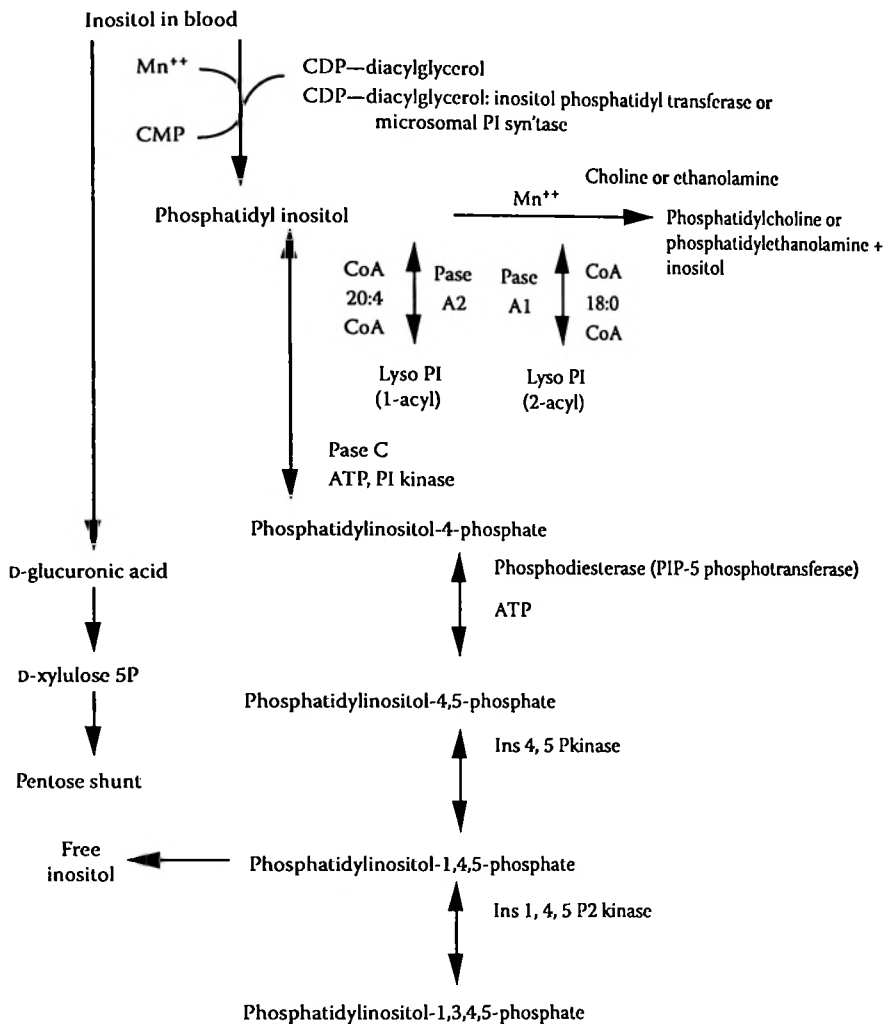 Inositol in blood
Mn++
CDP—diacylglycerol
CDP—diacylglycerol: inositol phosphatidyl transferase or
microsomal PI syn'tase
CMP
Choline or ethanolamine
Mn++
Phosphatidyl inositol
Phosphatidylcholine or
phosphatidylethanolamine +
inositol
CoA
20:4
CoA
Pase
A2
Pase
A1
CoA
18:0
CoA
Lyso PI
(1-acyl)
Lyso PI
(2-acyl)
Pase C
ATP, PI kinase
Phosphatidylinositol-4-phosphate
D-glucuronic acid
Phosphodiesterase (PIP-5 phosphotransferase)
ATP
D-xylulose 5P
Phosphatidylinositol-4,5-phosphate
Ins 4, 5 Pkinase
Pentose shunt
Free
inositol
Phosphatidylinositol-1,4,5-phosphate
Ins 1, 4, 5 P2 kinase
Phosphatidylinositol-1,3,4,5-phosphate